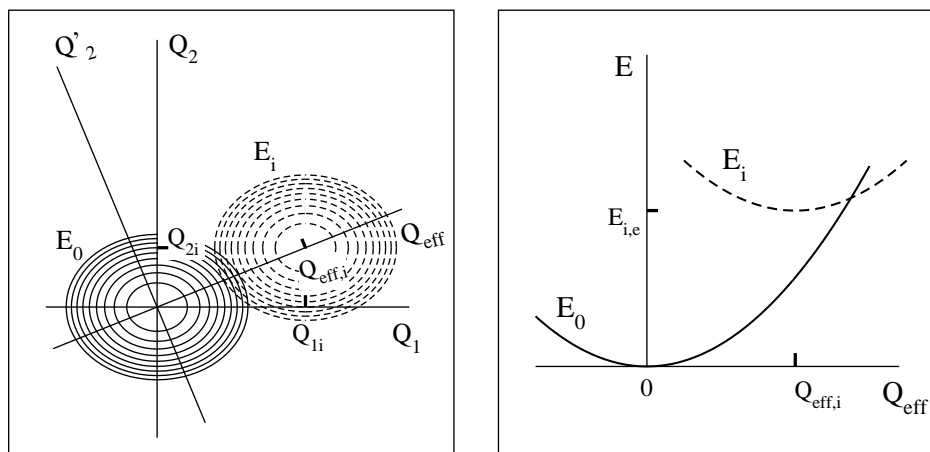 Q'2
Q2
Ei
E0
Q2i
Qeff
Qeff,i
Q1i
Q1
E
Ei
Ei,e
E0
0
Qeff,i
Qeff